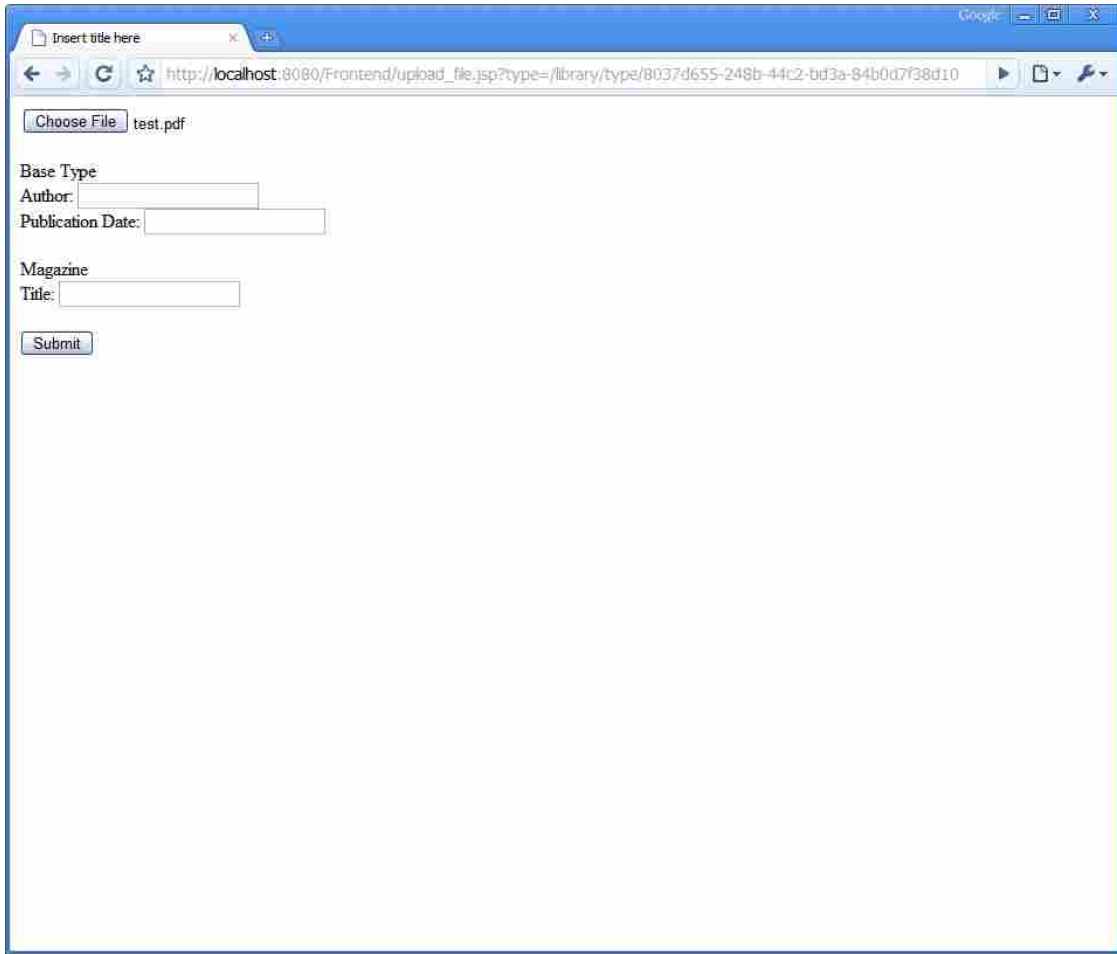 Google
Insert title here
http://localhost:8080/Frontend/upload_file.jsp?type=/library/type/8037d655-248b-44c2-bd3a-84b0d7f38d10
Choose File test.pdf
Base Type
Author:
Publication Date:
Magazine
Title:
Submit